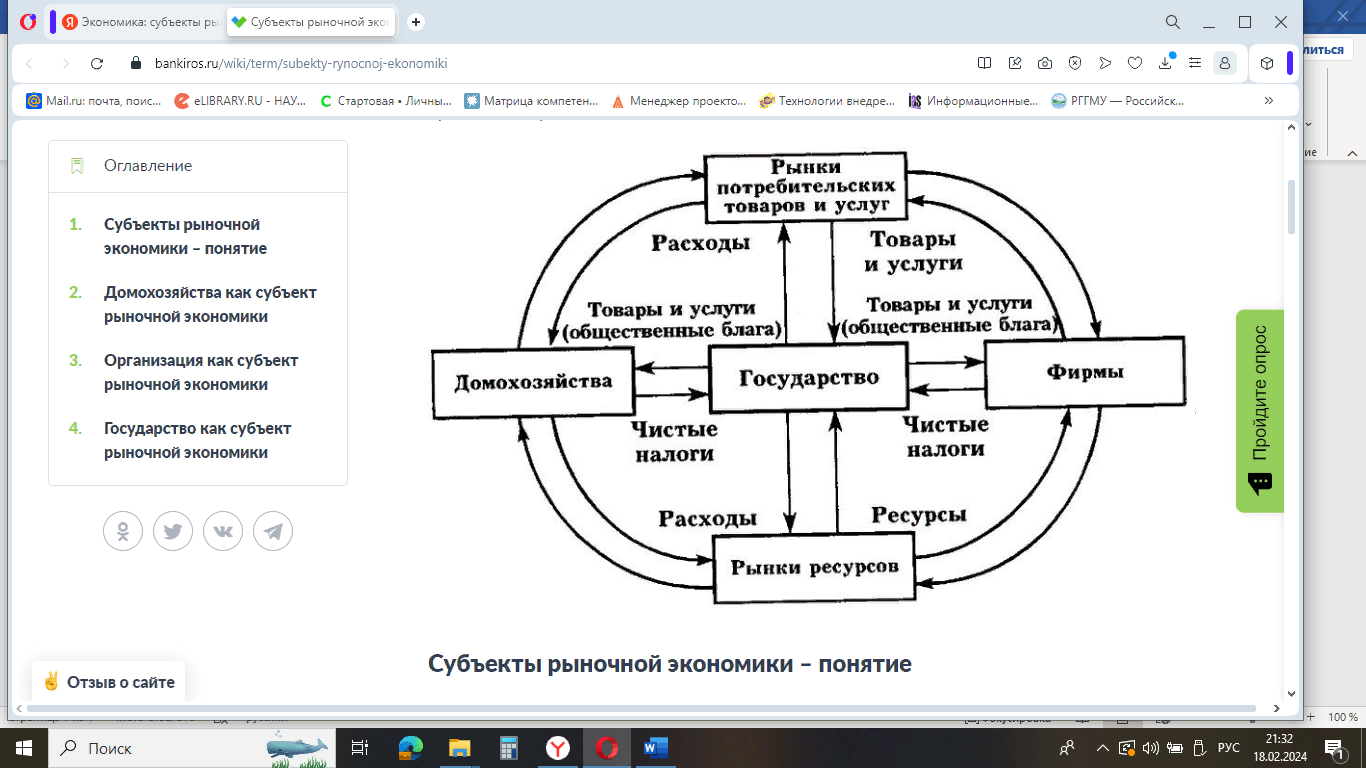 Экономика: субъекты ры
Субъекты рыночной эко
литься
bankiros.ru/wiki/term/subekty-rynocnoj-ekonomiki
Mail.ru: почта, поис...
eLIBRARY.RU - НАУ...
Стартовая • Личны...
Матрица компетен...
Менеджер проекто...
Технологии внедре...
Информационные...
РГГМУ — Российск...
ие
Оглавление
1. Субъекты рыночной
экономики – понятие
2. Домохозяйства как субъект
рыночной экономики
3. Организация как субъект
рыночной экономики
4. Государство как субъект
рыночной экономики
Рынки
потребительских
товаров и услуг
Расходы
Товары
и услуги
Товары и услуги
(общественные блага)
Товары и услуги
(общественные блага)
Домохозяйства
Государство
Фирмы
Чистые
налоги
Чистые
налоги
Расходы
Ресурсы
Рынки ресурсов
Пройдите опрос
Субъекты рыночной экономики – понятие
Отзыв о сайте
100 %
Поиск
РУС
21:32
18.02.2024
1